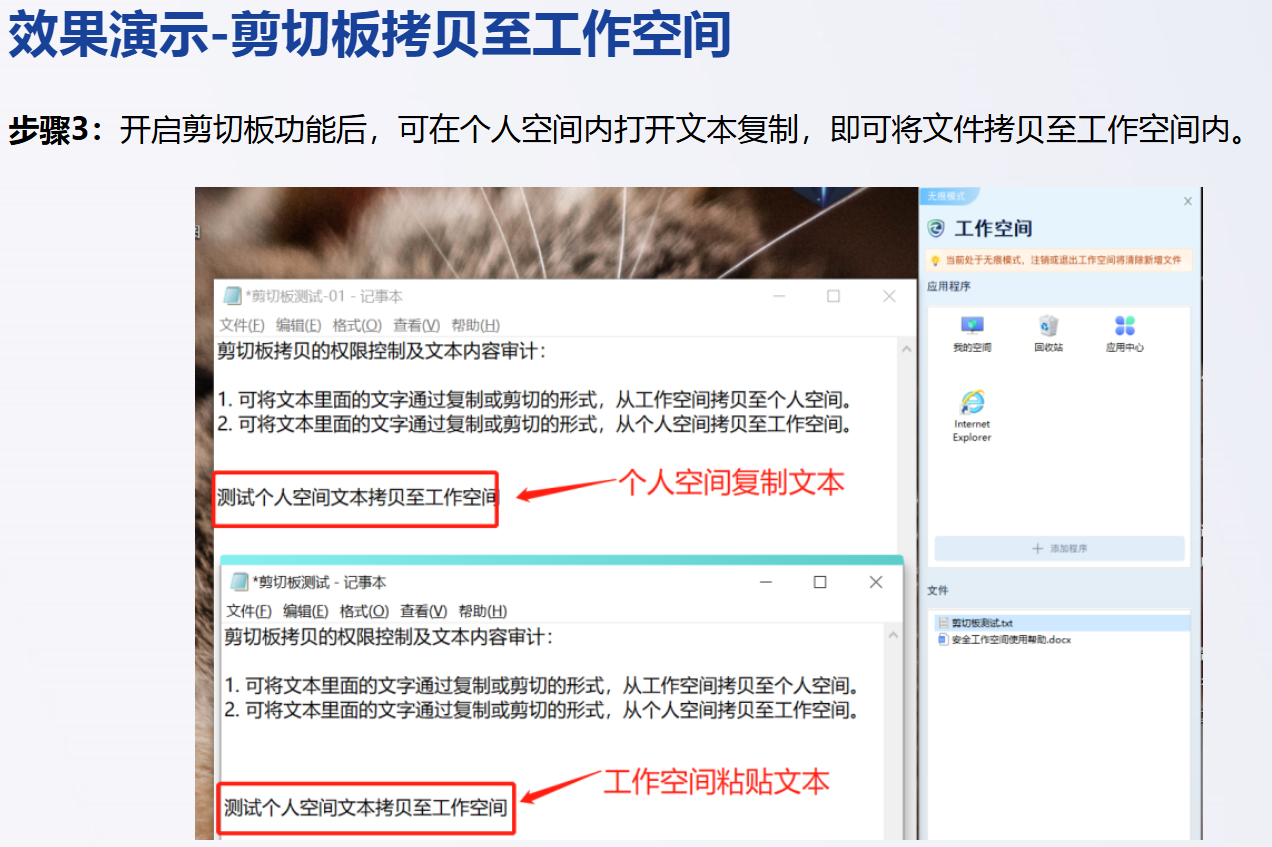 效果演示-剪切板拷贝至工作空间
步骤3：开启剪切板功能后，可在个人空间内打开文本复制，即可将文件拷贝至工作空间内。
无痕模式
工作空间
当前处于无痕模式，注销或退出工作空间将清除新增文件
应用程序
我的空间
回收站
应用中心
Internet
Explorer
添加程序
文件
剪切板测试.txt
安全工作空间使用帮助.docx
*剪切板测试-01 - 记事本
文件(F) 编辑(E) 格式(O) 查看(V) 帮助(H)
剪切板拷贝的权限控制及文本内容审计：
1. 可将文本里面的文字通过复制或剪切的形式，从工作空间拷贝至个人空间。
2. 可将文本里面的文字通过复制或剪切的形式，从个人空间拷贝至工作空间。
个人空间复制文本
测试个人空间文本拷贝至工作空间
*剪切板测试 - 记事本
文件(F) 编辑(E) 格式(O) 查看(V) 帮助(H)
剪切板拷贝的权限控制及文本内容审计：
1. 可将文本里面的文字通过复制或剪切的形式，从工作空间拷贝至个人空间。
2. 可将文本里面的文字通过复制或剪切的形式，从个人空间拷贝至工作空间。
工作空间粘贴文本
测试个人空间文本拷贝至工作空间